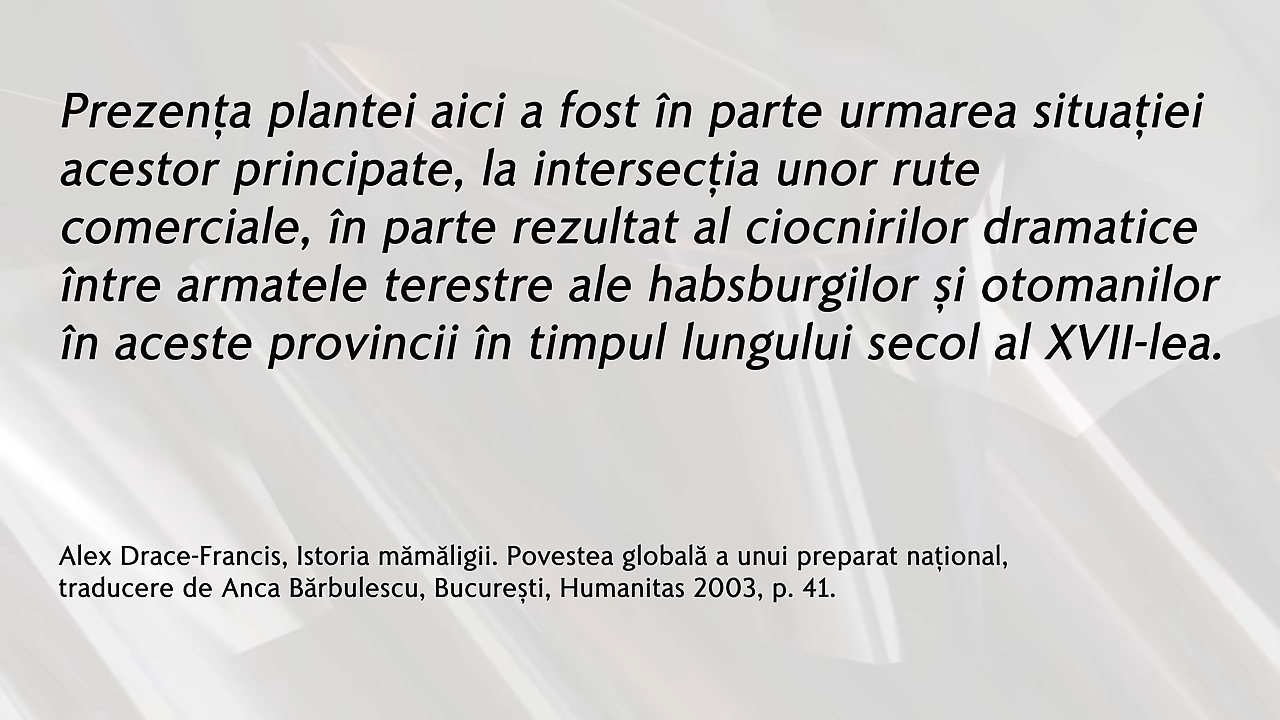 Prezența plantei aici a fost în parte urmarea situației
acestor principate, la intersecția unor rute
comerciale, în parte rezultat al ciocnirilor dramatice
între armatele terestre ale habsburgilor și otomanilor
în aceste provincii în timpul lungului secol al XVII-lea.
Alex Drace-Francis, Istoria mămăligii. Povestea globală a unui preparat național,
traducere de Anca Bărbulescu, București, Humanitas 2003, p. 41.